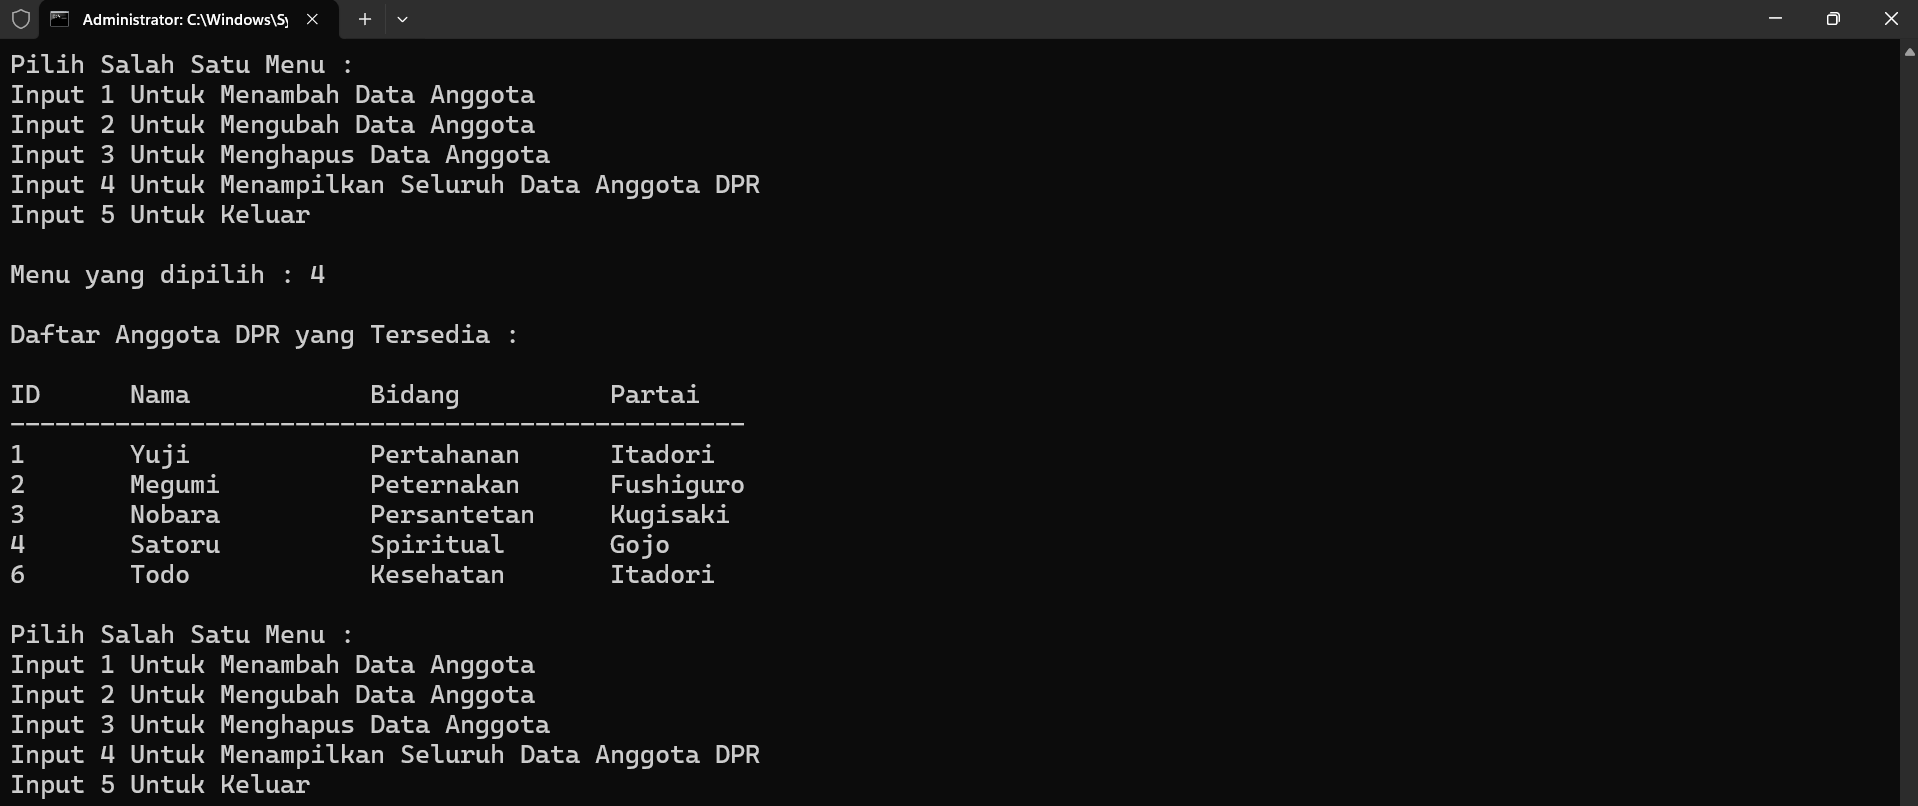 Administrator: C:\Windows\Sy
Pilih Salah Satu Menu :
Input 1 Untuk Menambah Data Anggota
Input 2 Untuk Mengubah Data Anggota
Input 3 Untuk Menghapus Data Anggota
Input 4 Untuk Menampilkan Seluruh Data Anggota DPR
Input 5 Untuk Keluar
Menu yang dipilih : 4
Daftar Anggota DPR yang Tersedia :
ID Nama Bidang Partai
-------------------------------------------------
1 Yuji Pertahanan Itadori
2 Megumi Peternakan Fushiguro
3 Nobara Persantetan Kugisaki
4 Satoru Spiritual Gojo
6 Todo Kesehatan Itadori
Pilih Salah Satu Menu :
Input 1 Untuk Menambah Data Anggota
Input 2 Untuk Mengubah Data Anggota
Input 3 Untuk Menghapus Data Anggota
Input 4 Untuk Menampilkan Seluruh Data Anggota DPR
Input 5 Untuk Keluar